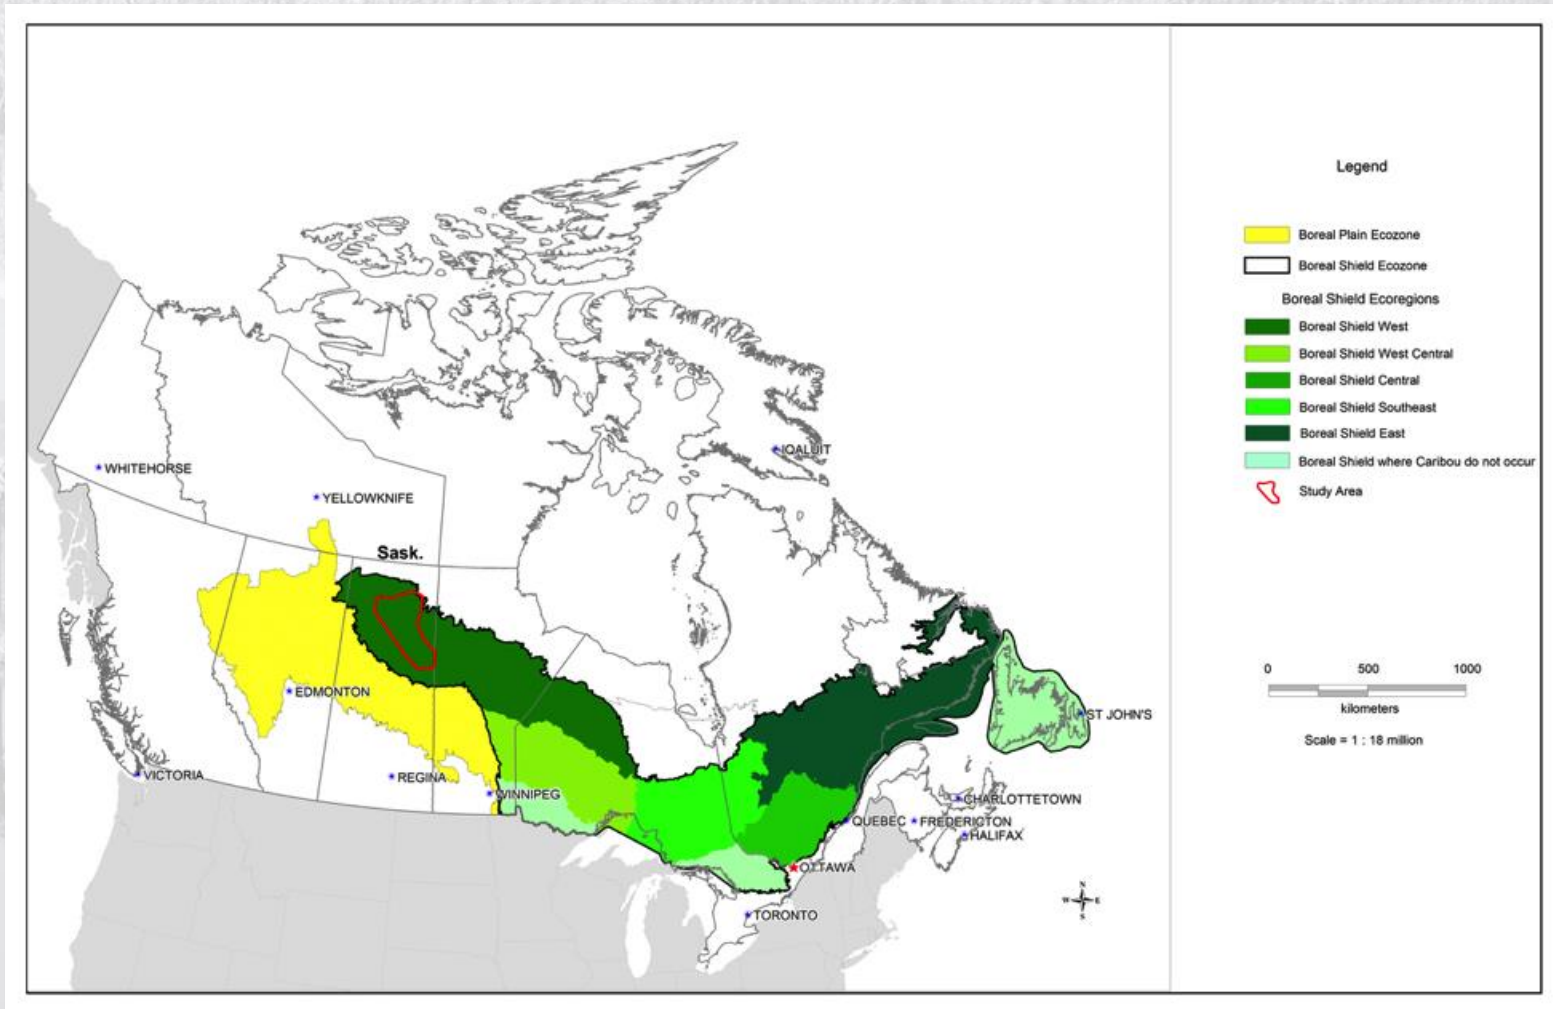 Legend
Boreal Plain Ecozone
Boreal Shield Ecozone
Boreal Shield Ecoregions
Boreal Shield West
Boreal Shield West Central
Boreal Shield Central
Boreal Shield Southeast
Boreal Shield East
Boreal Shield where Caribou do not occur
Study Area
IQALUIT
WHITEHORSE
YELLOWKNIFE
Sask.
0 500 1000
kilometers
Scale = 1 : 18 million
EDMONTON
ST JOHN'S
VICTORIA
REGINA
WINNIPEG
CHARLOTTETOWN
QUEBEC
FREDERICTON
HALIFAX
OTTAWA
TORONTO
N
W E
S